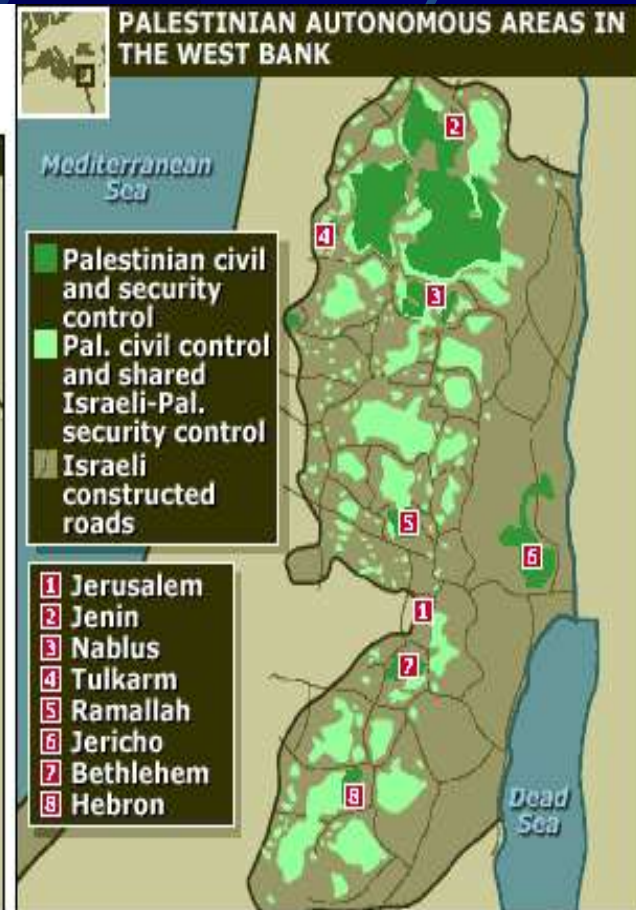 PALESTINIAN AUTONOMOUS AREAS IN
THE WEST BANK
Mediterranean
Sea
Palestinian civil
and security
control
Pal. civil control
and shared
Israeli-Pal.
security control
Israeli
constructed
roads
1 Jerusalem
2 Jenin
3 Nablus
4 Tulkarm
5 Ramallah
6 Jericho
7 Bethlehem
8 Hebron
2
4
3
5
6
1
7
8
Dead
Sea